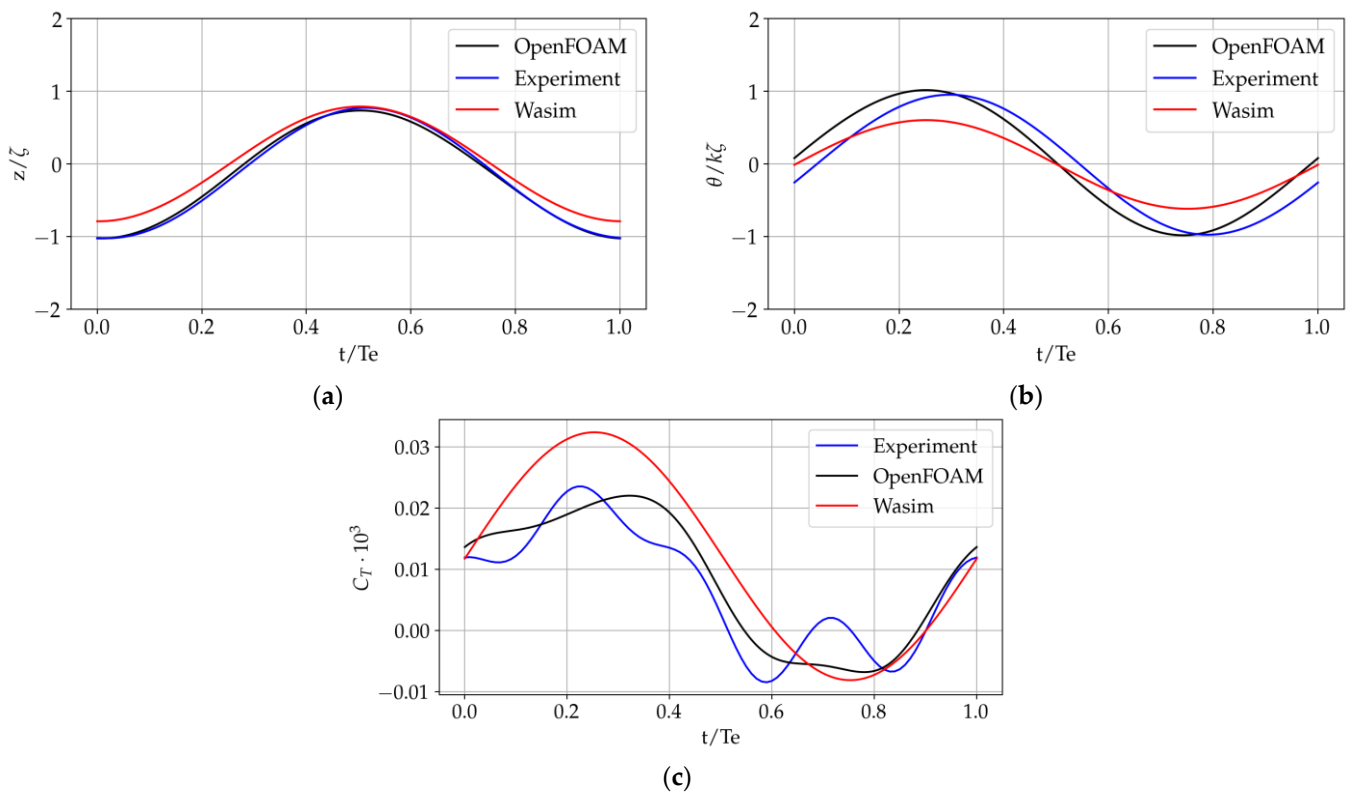 2
1
0
−1
−2
z/ζ
0.0 0.2 0.4 0.6 0.8 1.0
t/Te
OpenFOAM
Experiment
Wasim
(a)
2
1
0
−1
−2
θ/kζ
0.0 0.2 0.4 0.6 0.8 1.0
t/Te
OpenFOAM
Experiment
Wasim
(b)
0.03
0.02
0.01
0.00
−0.01
C_T · 10³
0.0 0.2 0.4 0.6 0.8 1.0
t/Te
Experiment
OpenFOAM
Wasim
(c)